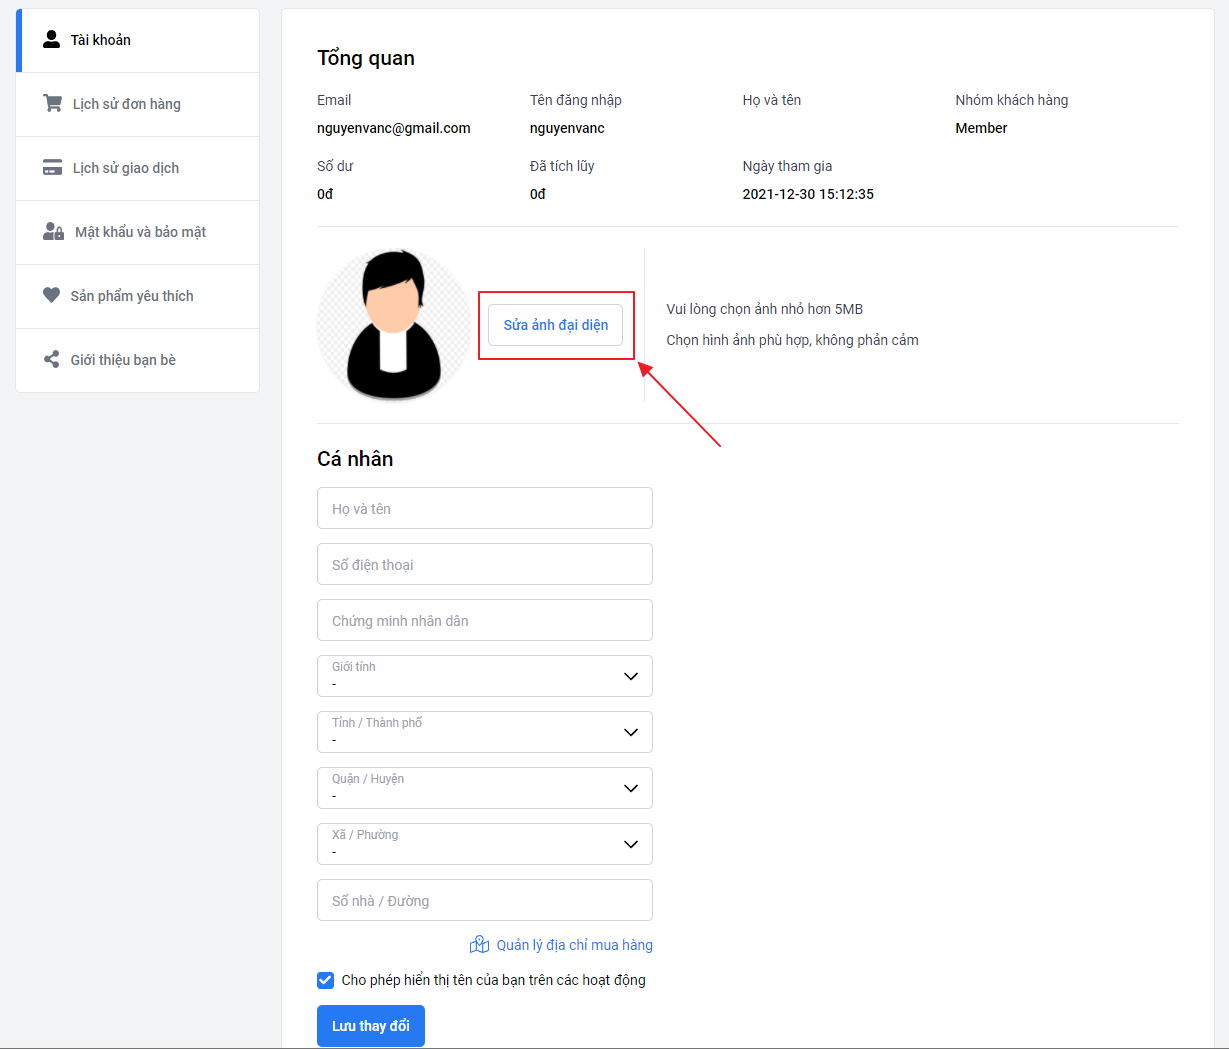 Tài khoản
Lịch sử đơn hàng
Lịch sử giao dịch
Mật khẩu và bảo mật
Sản phẩm yêu thích
Giới thiệu bạn bè
Tổng quan
Email
nguyenvanc@gmail.com
Tên đăng nhập
nguyenvanc
Họ và tên
Nhóm khách hàng
Member
Số dư
0đ
Đã tích lũy
0đ
Ngày tham gia
2021-12-30 15:12:35
Sửa ảnh đại diện
Vui lòng chọn ảnh nhỏ hơn 5MB
Chọn hình ảnh phù hợp, không phản cảm
Cá nhân
Họ và tên
Số điện thoại
Chứng minh nhân dân
Giới tính
-
Tỉnh / Thành phố
-
Quận / Huyện
-
Xã / Phường
-
Số nhà / Đường
Quản lý địa chỉ mua hàng
Cho phép hiển thị tên của bạn trên các hoạt động
Lưu thay đổi